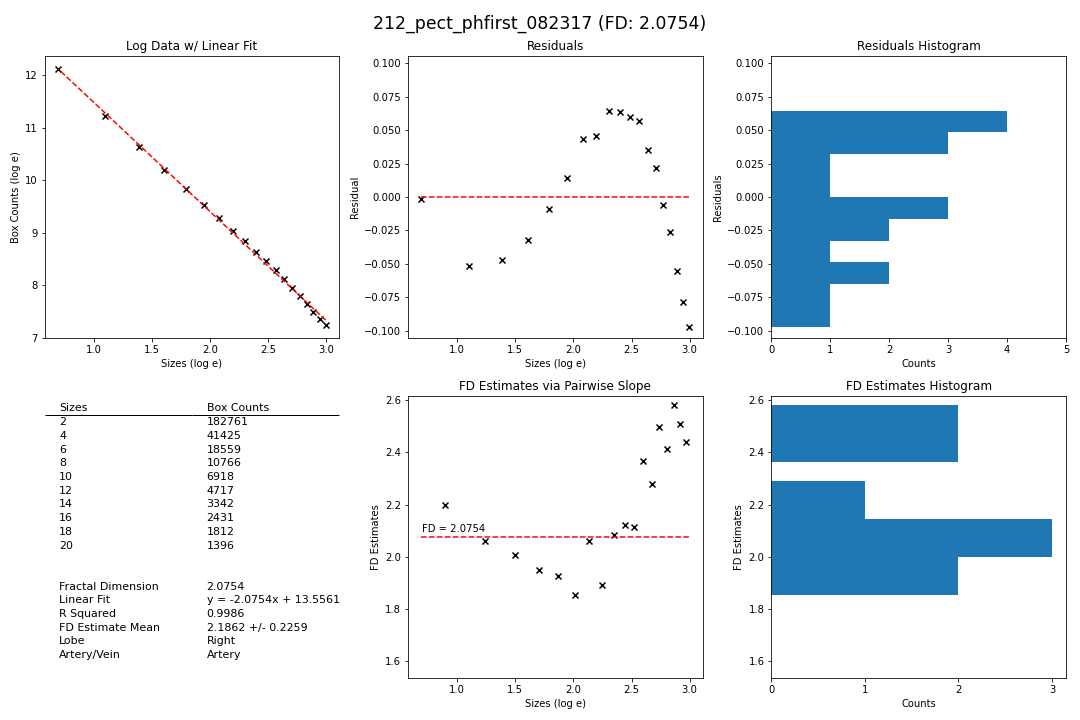 212_pect_phfirst_082317 (FD: 2.0754)
Log Data w/ Linear Fit
Box Counts (log e)
12
11
10
9
8
7
1.0 1.5 2.0 2.5 3.0
Sizes (log e)
Residuals
Residual
0.100
0.075
0.050
0.025
0.000
−0.025
−0.050
−0.075
−0.100
1.0 1.5 2.0 2.5 3.0
Sizes (log e)
Residuals Histogram
Residuals
0.100
0.075
0.050
0.025
0.000
−0.025
−0.050
−0.075
−0.100
0 1 2 3 4 5
Counts
Sizes Box Counts
2 182761
4 41425
6 18559
8 10766
10 6918
12 4717
14 3342
16 2431
18 1812
20 1396
Fractal Dimension 2.0754
Linear Fit y = -2.0754x + 13.5561
R Squared 0.9986
FD Estimate Mean 2.1862 +/- 0.2259
Lobe Right
Artery/Vein Artery
FD Estimates via Pairwise Slope
FD Estimates
2.6
2.4
2.2
2.0
1.8
1.6
FD = 2.0754
1.0 1.5 2.0 2.5 3.0
Sizes (log e)
FD Estimates Histogram
FD Estimates
2.6
2.4
2.2
2.0
1.8
1.6
0 1 2 3
Counts